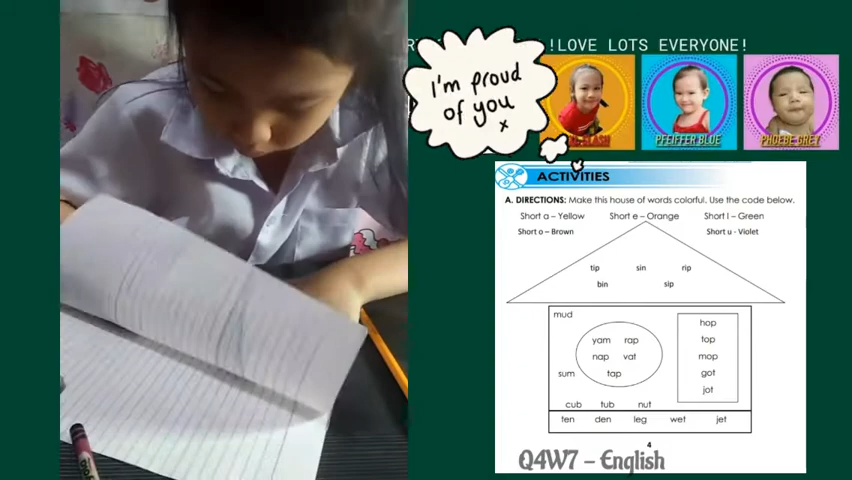 !LOVE LOTS EVERYONE!
I'm proud
of you
x
PFEIFFER BLUE
PHOEBE GREY
ACTIVITIES
A. DIRECTIONS: Make this house of words colorful. Use the code below.
Short a – Yellow Short e – Orange Short I – Green
Short o – Brown Short u - Violet
tip sin rip
bin sip
mud
yam rap
nap vat
sum tap
hop
top
mop
got
jot
cub tub nut
ten den leg wet jet
4
Q4W7 – English